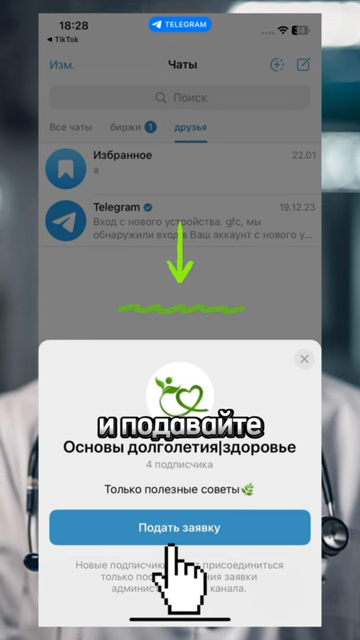 18:28
TELEGRAM
64
◀ TikTok
Изм.
Чаты
Поиск
Все чаты
биржи 1
друзья
Избранное
22.01
а
Telegram
19.12.23
Вход с нового устройства. gfc, мы
обнаружили вход в Ваш аккаунт с нового у...
и подавайте
Основы долголетия|здоровье
4 подписчика
Только полезные советы🌿
Подать заявку
Новые подписчики
присоединиться
только
заявки
канала.